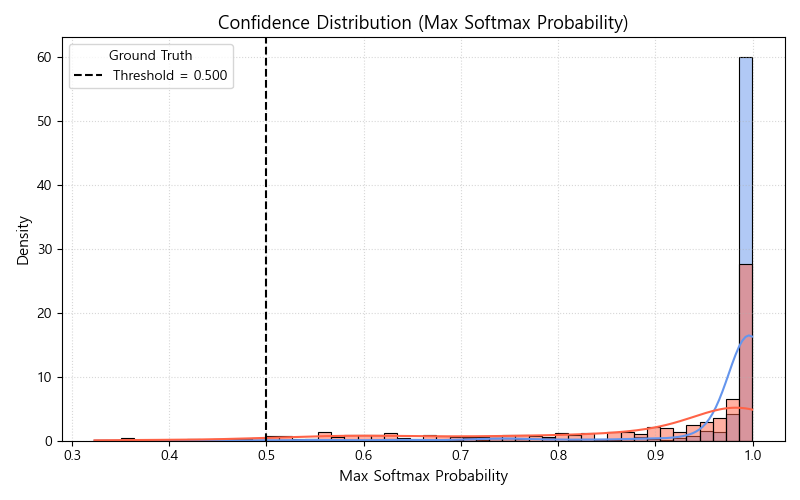 Confidence Distribution (Max Softmax Probability)
Ground Truth
Threshold = 0.500
Density
60
50
40
30
20
10
0
0.3 0.4 0.5 0.6 0.7 0.8 0.9 1.0
Max Softmax Probability